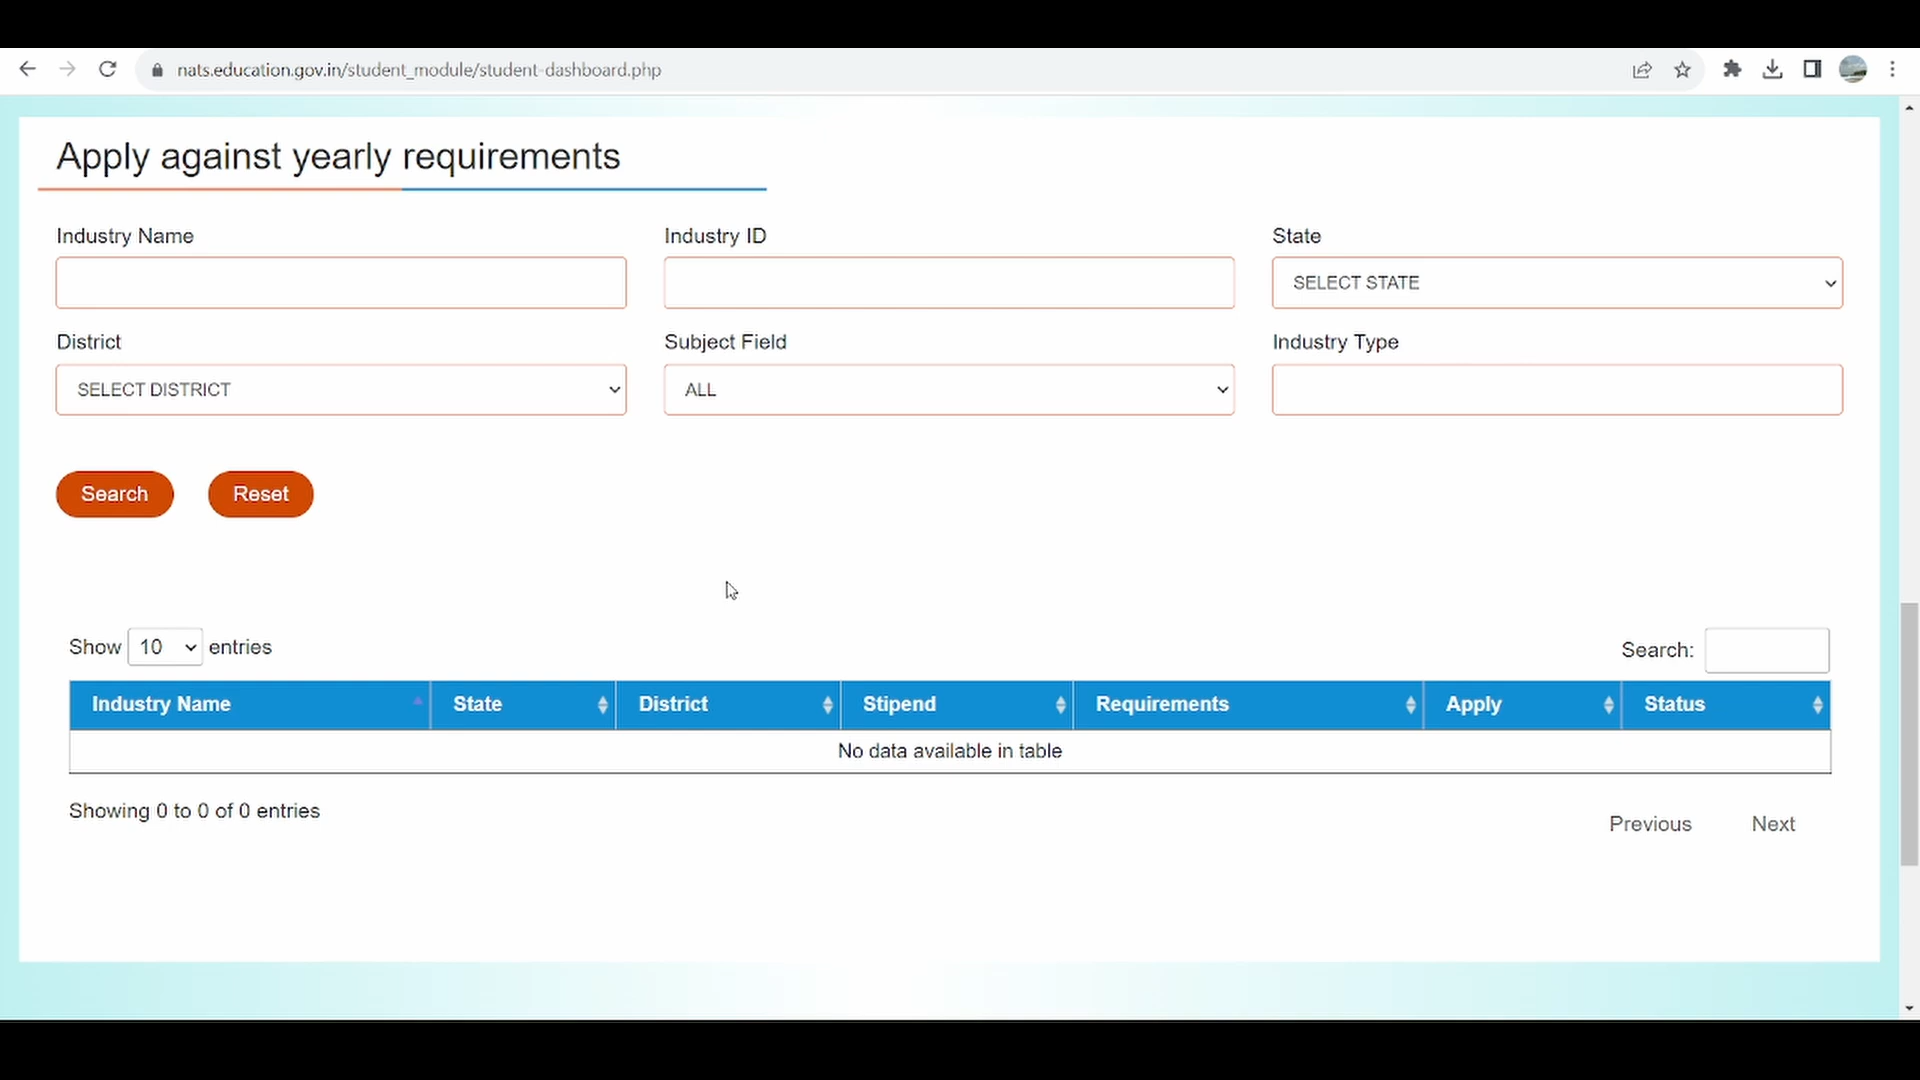 nats.education.gov.in/student_module/student-dashboard.php
Apply against yearly requirements
Industry Name Industry ID State
SELECT STATE
District Subject Field Industry Type
SELECT DISTRICT ALL
Search Reset
Show 10 entries Search:
Industry Name State District Stipend Requirements Apply Status
No data available in table
Showing 0 to 0 of 0 entries
Previous Next